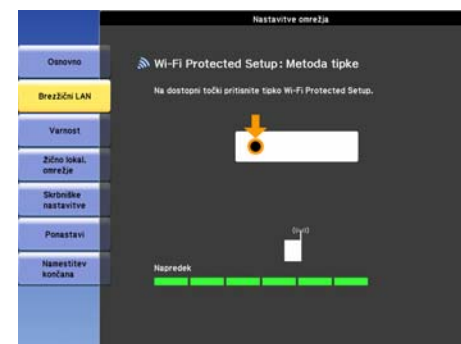 Nastavitve omrežja
Osnovno
Brezžični LAN
Varnost
Žično lokal.
omrežje
Skrbniške
nastavitve
Ponastavi
Namestitev
končana
Wi-Fi Protected Setup: Metoda tipke
Na dostopni točki pritisnite tipko Wi-Fi Protected Setup.
Napredek